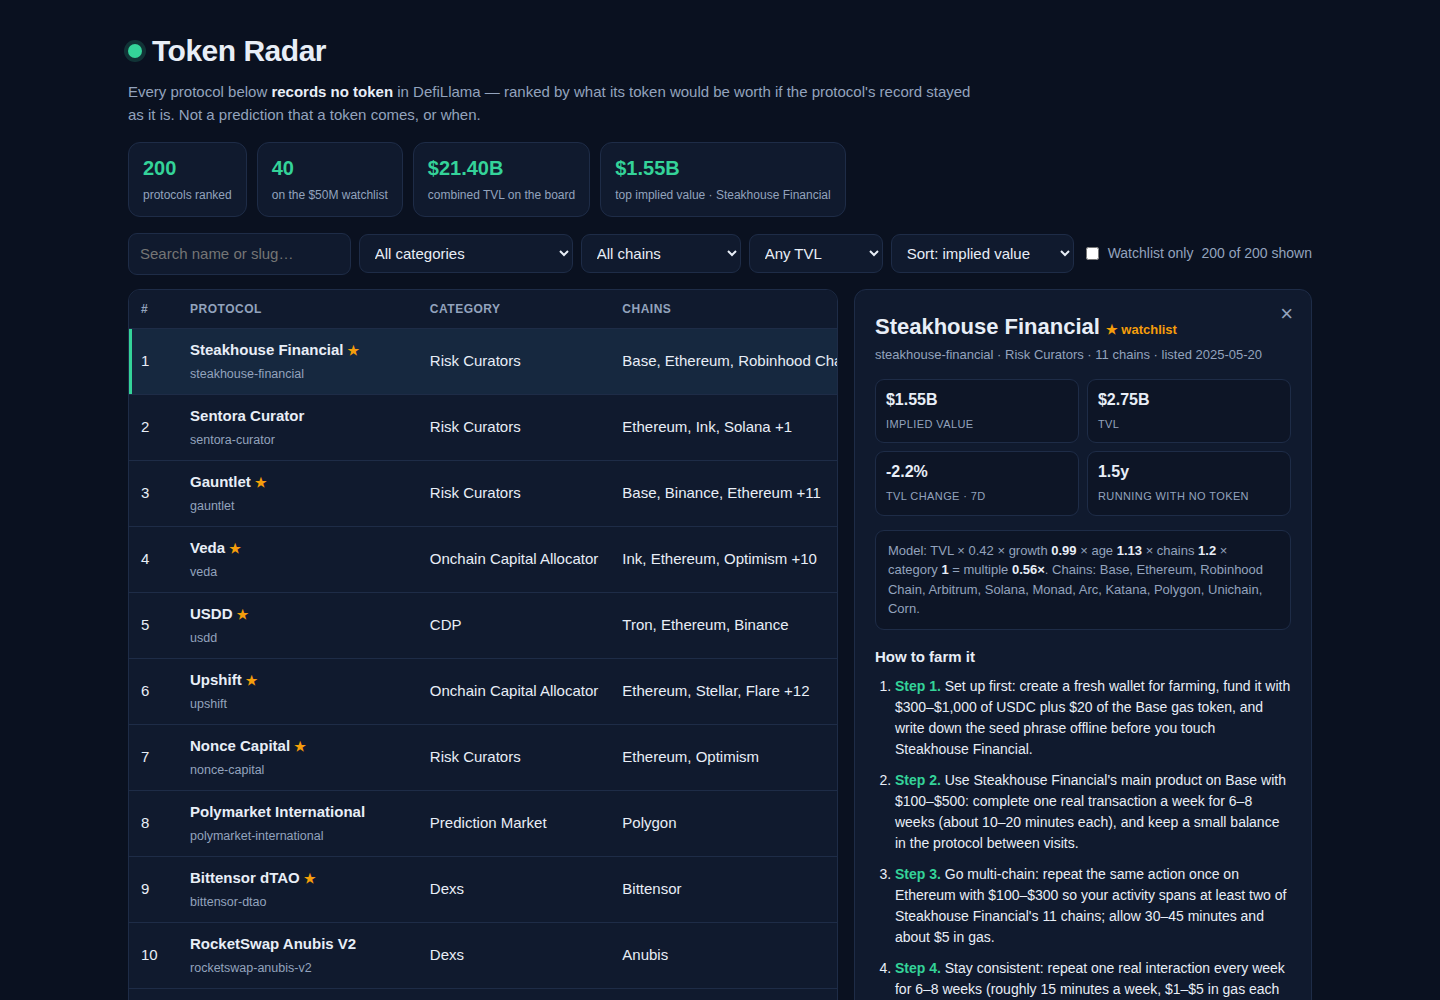 Token Radar
Every protocol below records no token in DefiLlama — ranked by what its token would be worth if the protocol's record stayed
as it is. Not a prediction that a token comes, or when.
200
protocols ranked
40
on the $50M watchlist
$21.40B
combined TVL on the board
$1.55B
top implied value · Steakhouse Financial
Search name or slug…
All categories
All chains
Any TVL
Sort: implied value
Watchlist only
200 of 200 shown
# PROTOCOL CATEGORY CHAINS
1 Steakhouse Financial ★ Risk Curators Base, Ethereum, Robinhood Cha
steakhouse-financial
2 Sentora Curator Risk Curators Ethereum, Ink, Solana +1
sentora-curator
3 Gauntlet ★ Risk Curators Base, Binance, Ethereum +11
gauntlet
4 Veda ★ Onchain Capital Allocator Ink, Ethereum, Optimism +10
veda
5 USDD ★ CDP Tron, Ethereum, Binance
usdd
6 Upshift ★ Onchain Capital Allocator Ethereum, Stellar, Flare +12
upshift
7 Nonce Capital ★ Risk Curators Ethereum, Optimism
nonce-capital
8 Polymarket International Prediction Market Polygon
polymarket-international
9 Bittensor dTAO ★ Dexs Bittensor
bittensor-dtao
10 RocketSwap Anubis V2 Dexs Anubis
rocketswap-anubis-v2
×
Steakhouse Financial ★ watchlist
steakhouse-financial · Risk Curators · 11 chains · listed 2025-05-20
$1.55B
IMPLIED VALUE
$2.75B
TVL
-2.2%
TVL CHANGE · 7D
1.5y
RUNNING WITH NO TOKEN
Model: TVL × 0.42 × growth 0.99 × age 1.13 × chains 1.2 ×
category 1 = multiple 0.56×. Chains: Base, Ethereum, Robinhood
Chain, Arbitrum, Solana, Monad, Arc, Katana, Polygon, Unichain,
Corn.
How to farm it
1. Step 1. Set up first: create a fresh wallet for farming, fund it with
$300–$1,000 of USDC plus $20 of the Base gas token, and
write down the seed phrase offline before you touch
Steakhouse Financial.
2. Step 2. Use Steakhouse Financial's main product on Base with
$100–$500: complete one real transaction a week for 6–8
weeks (about 10–20 minutes each), and keep a small balance
in the protocol between visits.
3. Step 3. Go multi-chain: repeat the same action once on
Ethereum with $100–$300 so your activity spans at least two of
Steakhouse Financial's 11 chains; allow 30–45 minutes and
about $5 in gas.
4. Step 4. Stay consistent: repeat one real interaction every week
for 6–8 weeks (roughly 15 minutes a week, $1–$5 in gas each